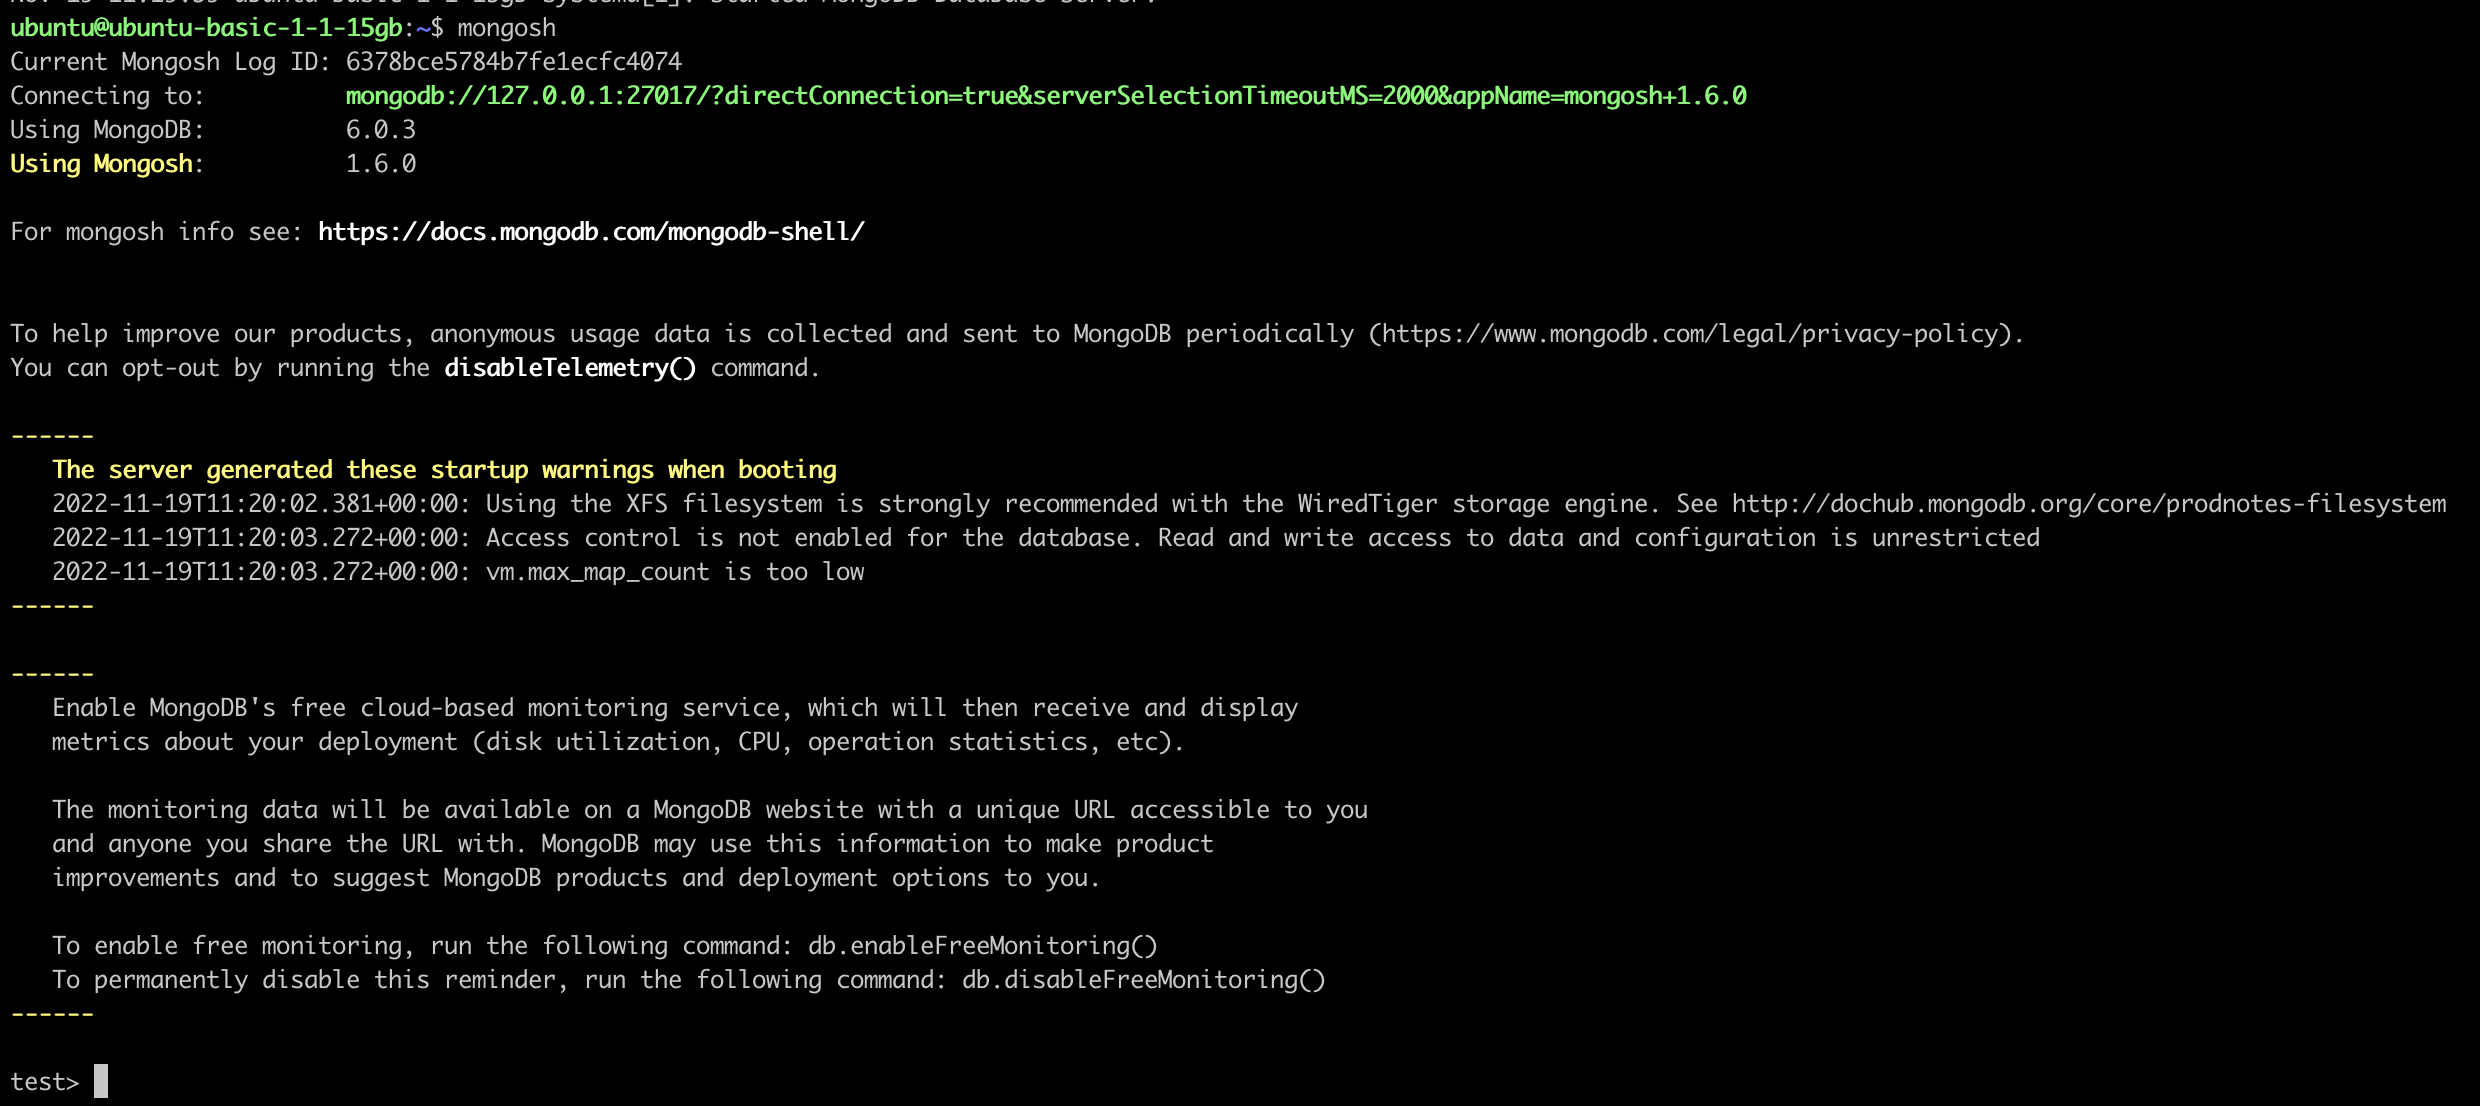 ubuntu@ubuntu-basic-1-1-15gb:~$ mongosh
Current Mongosh Log ID: 6378bce5784b7fe1ecfc4074
Connecting to:          mongodb://127.0.0.1:27017/?directConnection=true&serverSelectionTimeoutMS=2000&appName=mongosh+1.6.0
Using MongoDB:          6.0.3
Using Mongosh:          1.6.0
For mongosh info see: https://docs.mongodb.com/mongodb-shell/
To help improve our products, anonymous usage data is collected and sent to MongoDB periodically (https://www.mongodb.com/legal/privacy-policy).
You can opt-out by running the disableTelemetry() command.
------
   The server generated these startup warnings when booting
   2022-11-19T11:20:02.381+00:00: Using the XFS filesystem is strongly recommended with the WiredTiger storage engine. See http://dochub.mongodb.org/core/prodnotes-filesystem
   2022-11-19T11:20:03.272+00:00: Access control is not enabled for the database. Read and write access to data and configuration is unrestricted
   2022-11-19T11:20:03.272+00:00: vm.max_map_count is too low
------
------
   Enable MongoDB's free cloud-based monitoring service, which will then receive and display
   metrics about your deployment (disk utilization, CPU, operation statistics, etc).
   The monitoring data will be available on a MongoDB website with a unique URL accessible to you
   and anyone you share the URL with. MongoDB may use this information to make product
   improvements and to suggest MongoDB products and deployment options to you.
   To enable free monitoring, run the following command: db.enableFreeMonitoring()
   To permanently disable this reminder, run the following command: db.disableFreeMonitoring()
------
test>